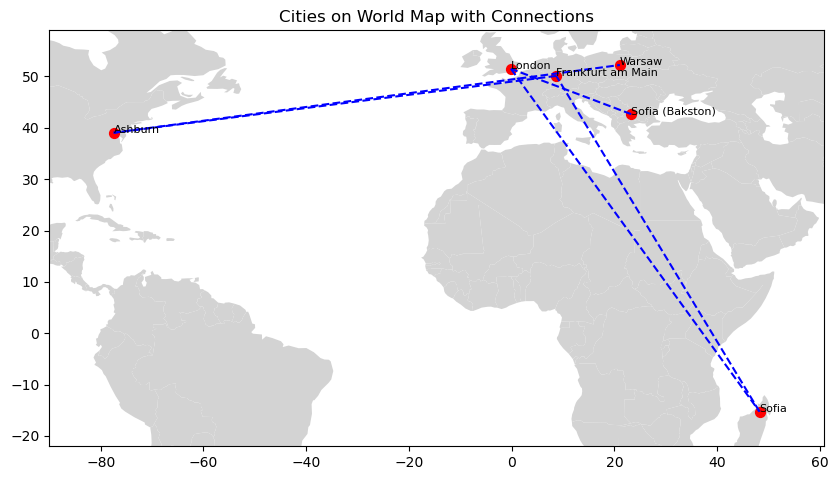 Cities on World Map with Connections
London
Warsaw
Frankfurt am Main
Sofia (Bakston)
Ashburn
Sofia
50
40
30
20
10
0
−10
−20
−80
−60
−40
−20
0
20
40
60